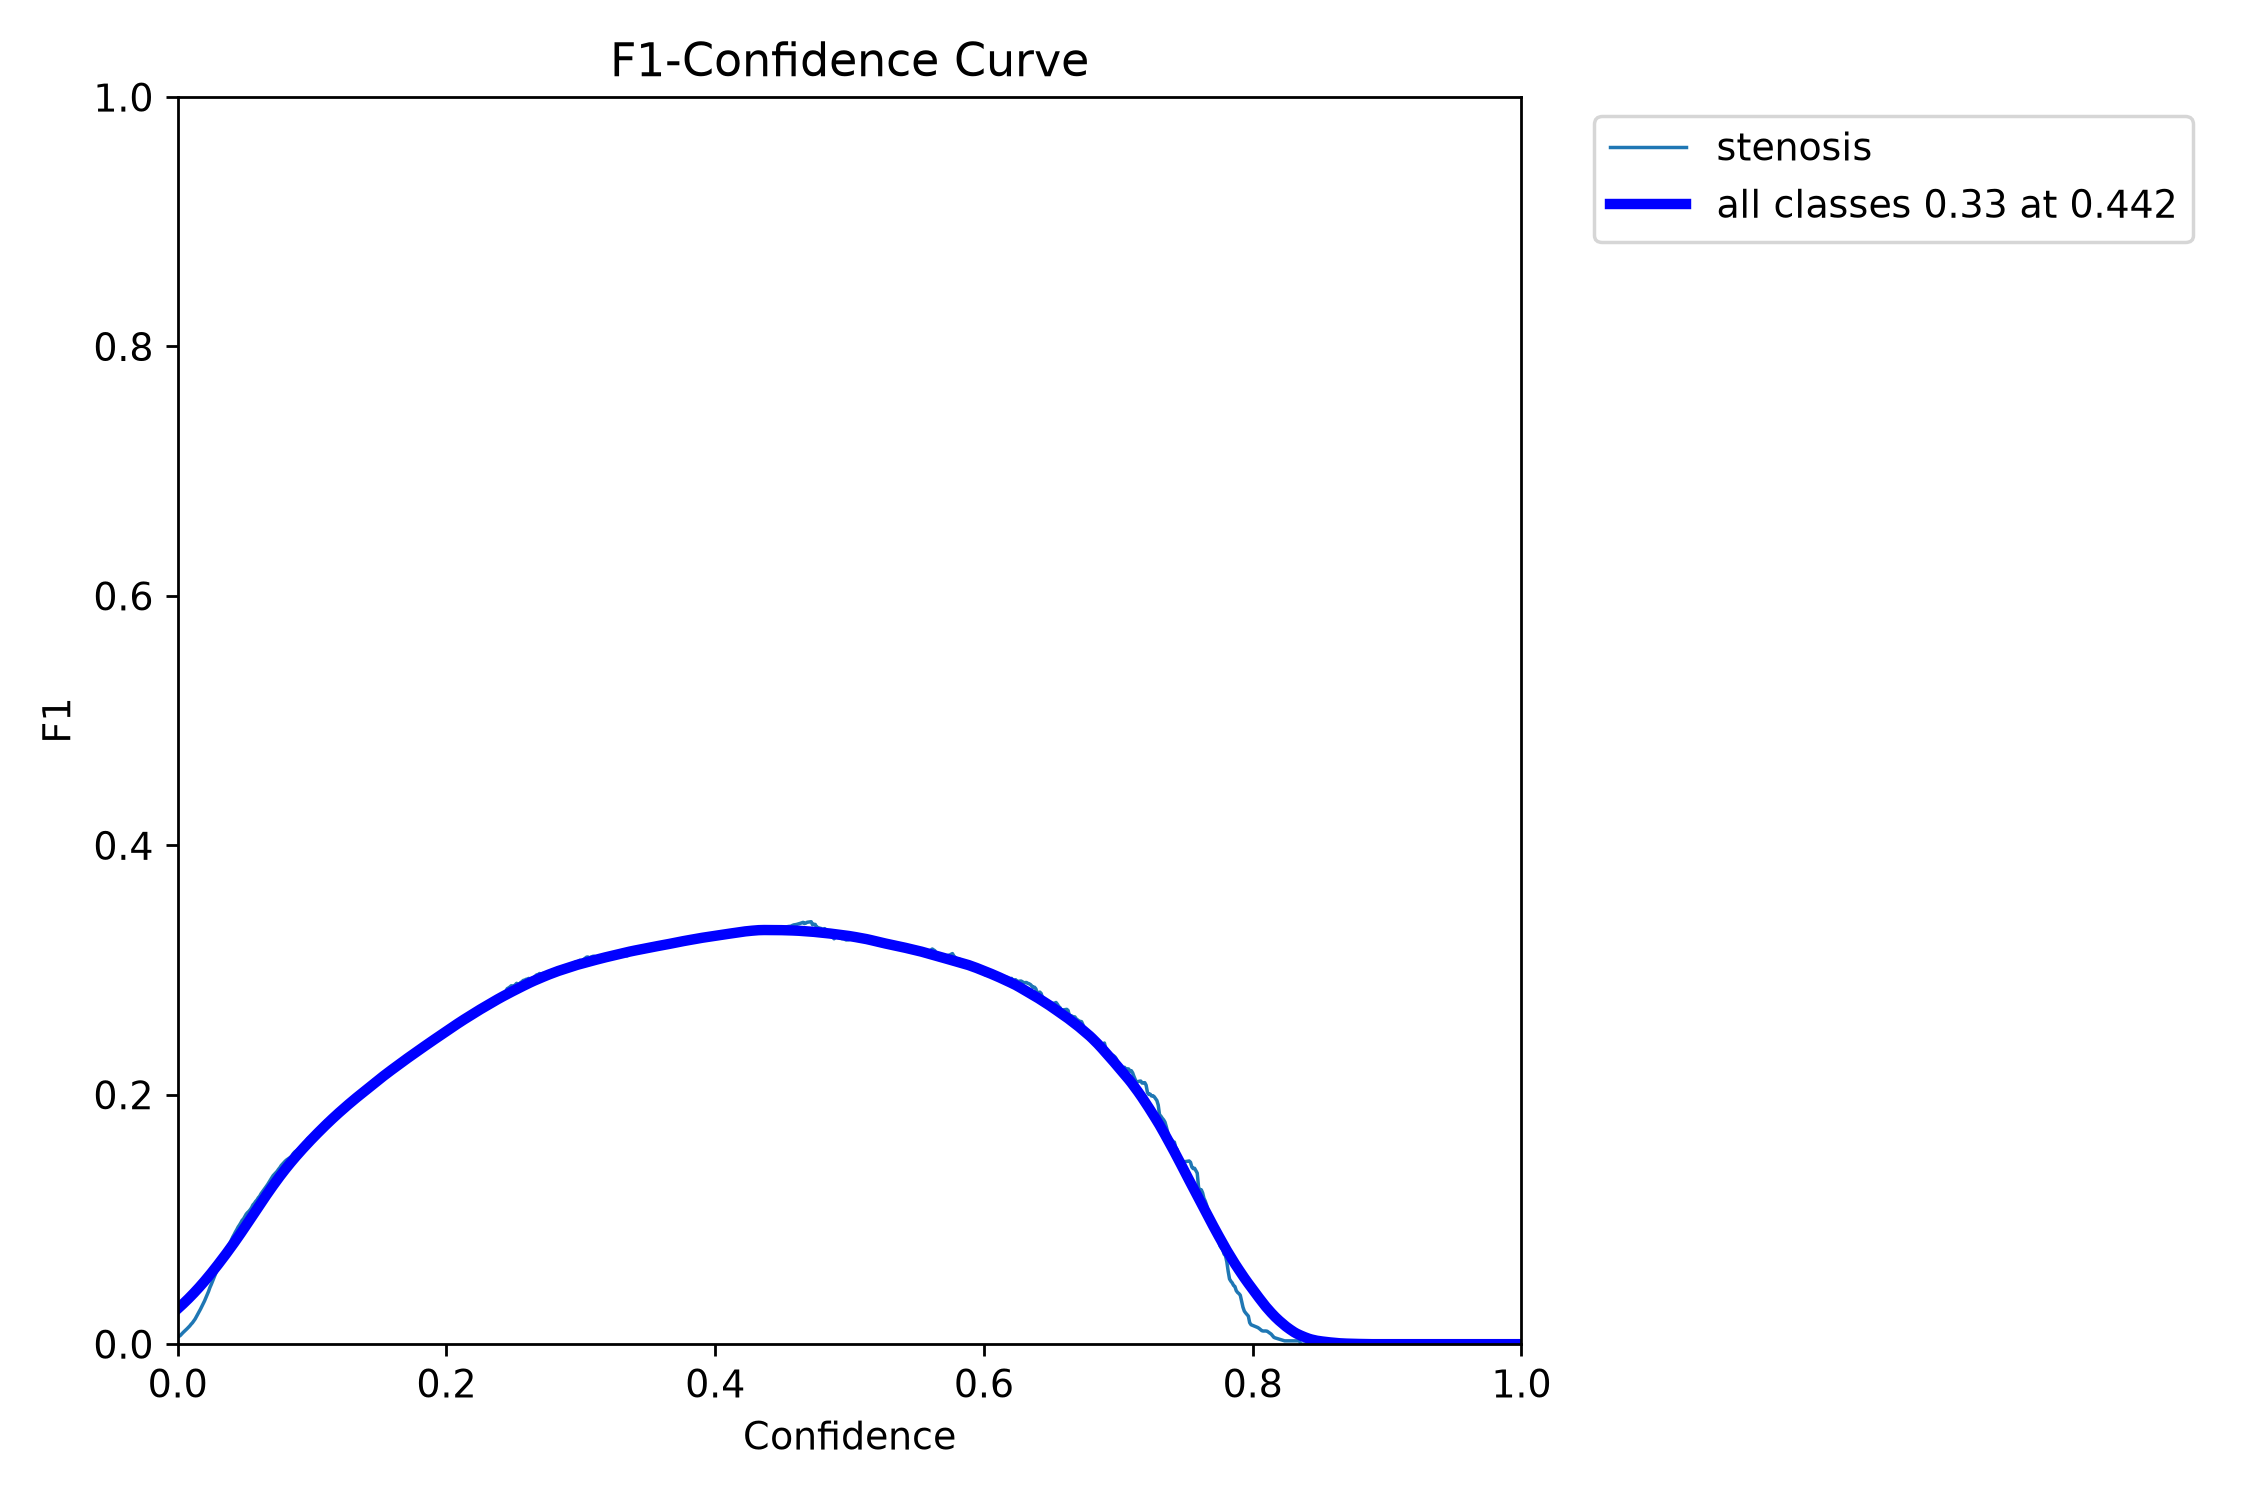 F1-Confidence Curve
1.0
0.8
0.6
0.4
0.2
0.0
F1
0.0 0.2 0.4 0.6 0.8 1.0
Confidence
stenosis
all classes 0.33 at 0.442